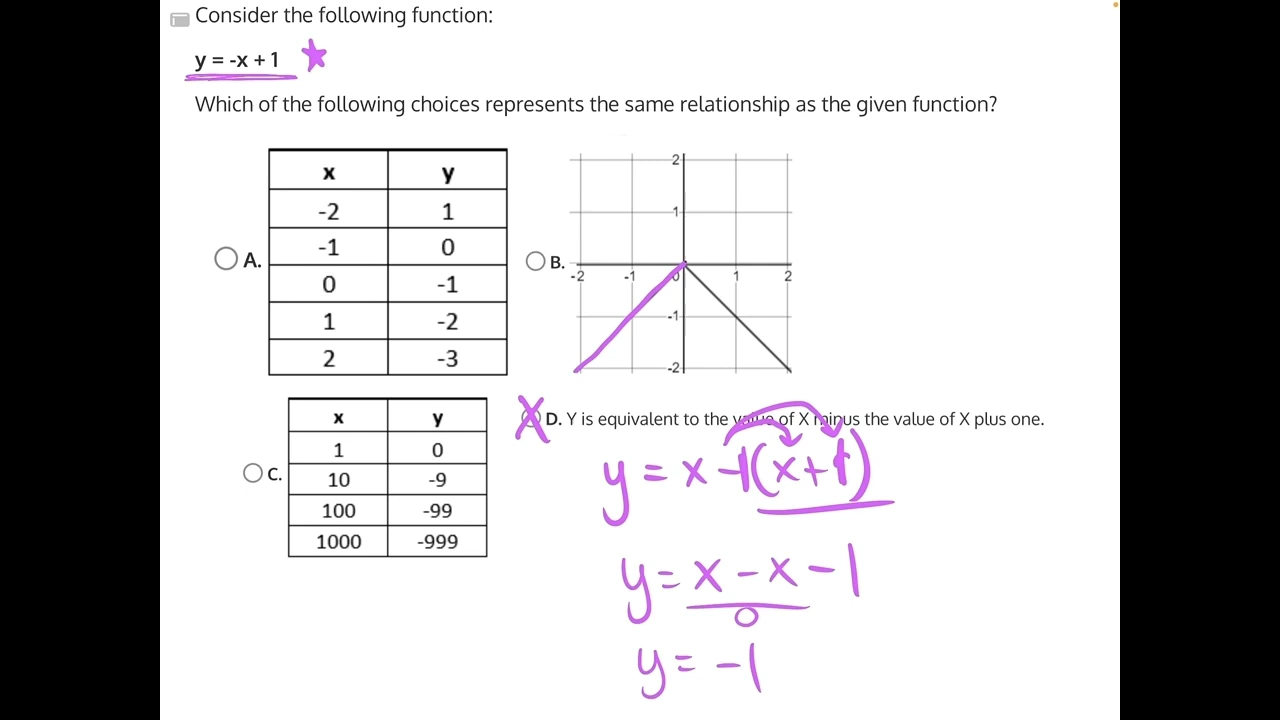 Consider the following function:
y = -x + 1
Which of the following choices represents the same relationship as the given function?
A.
x y
-2 1
-1 0
0 -1
1 -2
2 -3
B.
2
1
-2 -1 0 1 2
-1
-2
C.
x y
1 0
10 -9
100 -99
1000 -999
X D. Y is equivalent to the value of X minus the value of X plus one.
y = x -1(x+1)
y = x - x - 1
0
y = -1